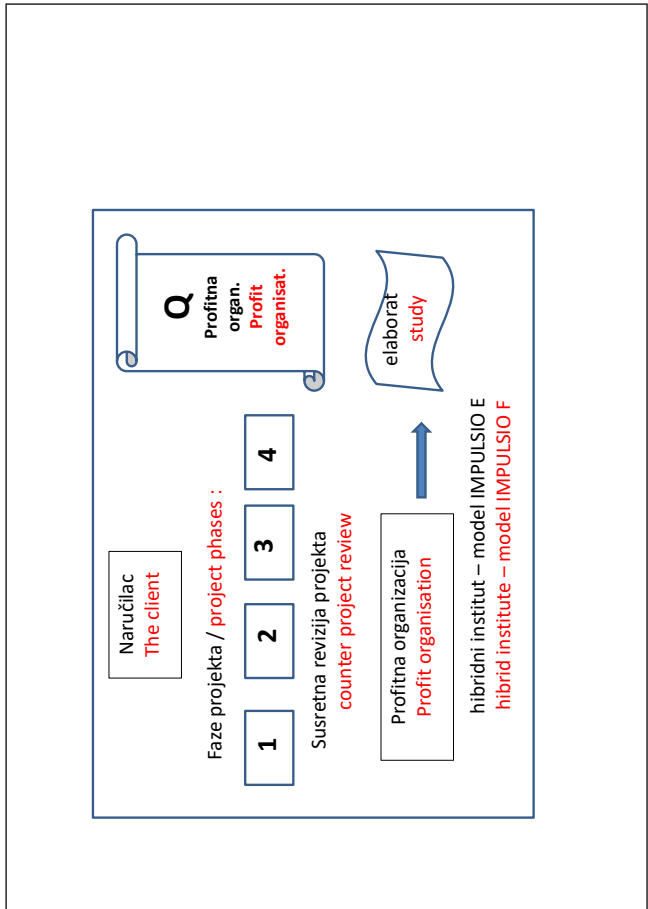 Naručilac
The client
Faze projekta / project phases :
1
2
3
4
Q
Profitna
organ.
Profit
organisat.
Susretna revizija projekta
counter project review
Profitna organizacija
Profit organisation
elaborat
study
hibridni institut – model IMPULSIO E
hibrid institute – model IMPULSIO F